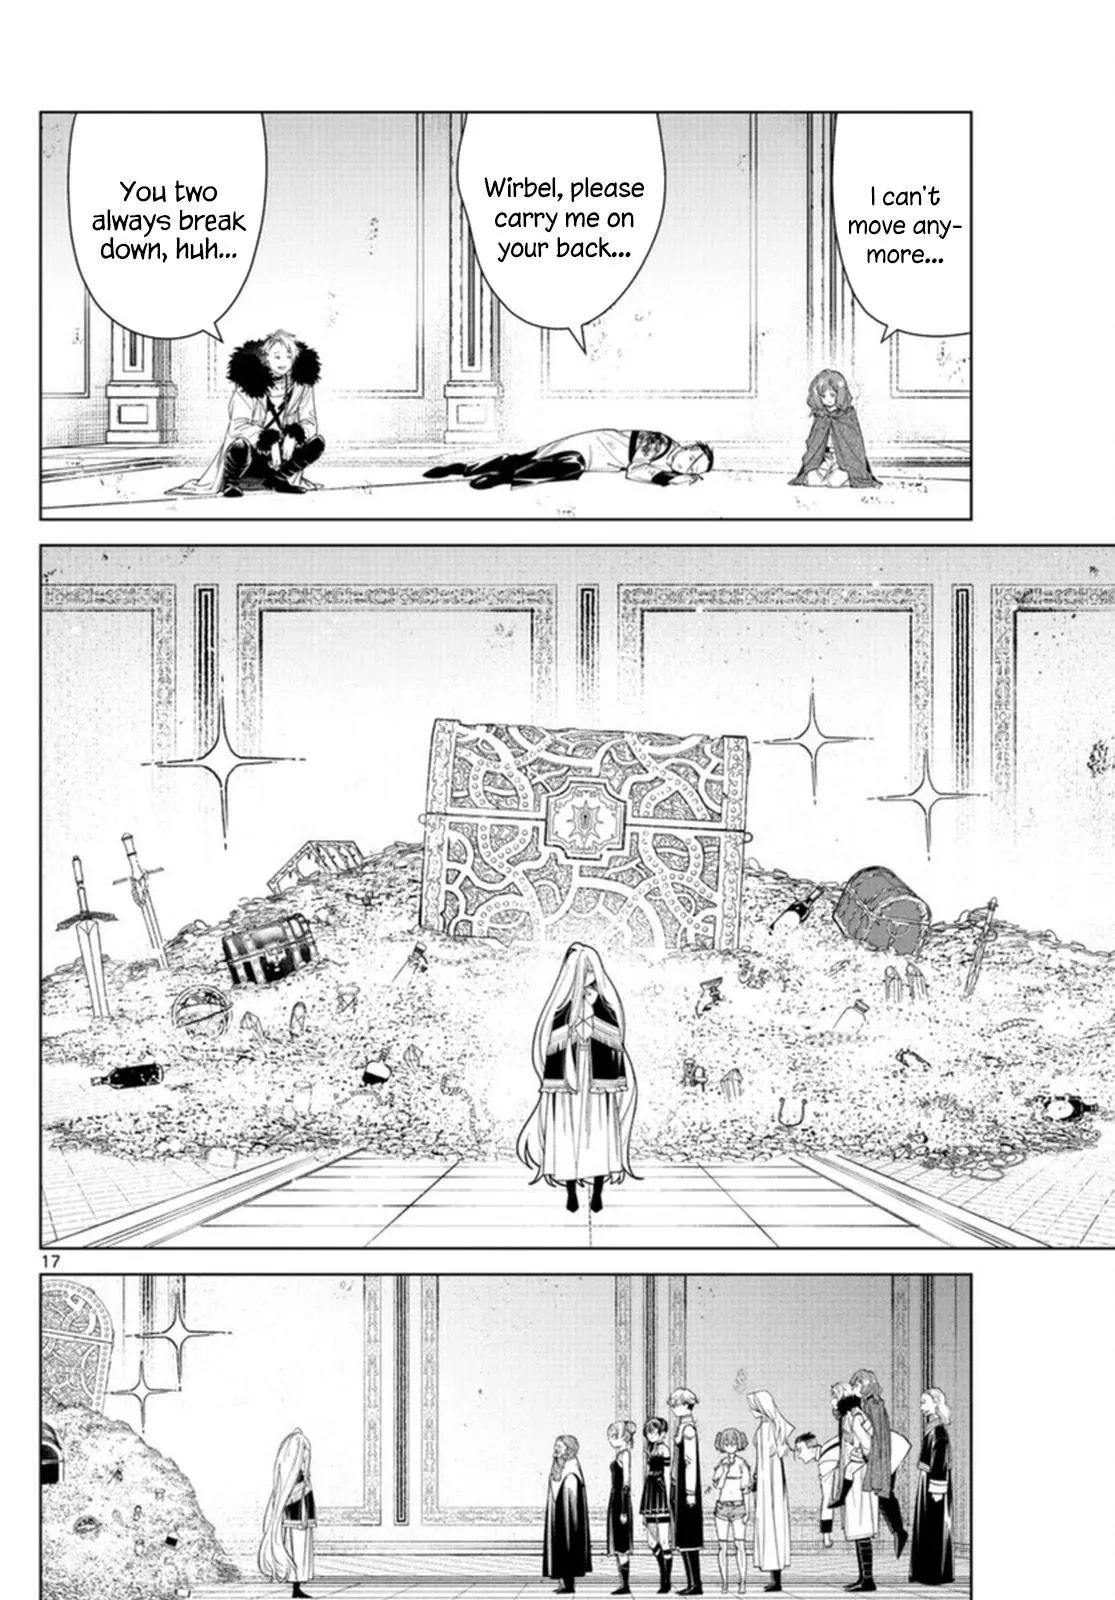 I can't
move any-
more...
Wirbel, please
carry me on
your back...
You two
always break
down, huh...
17